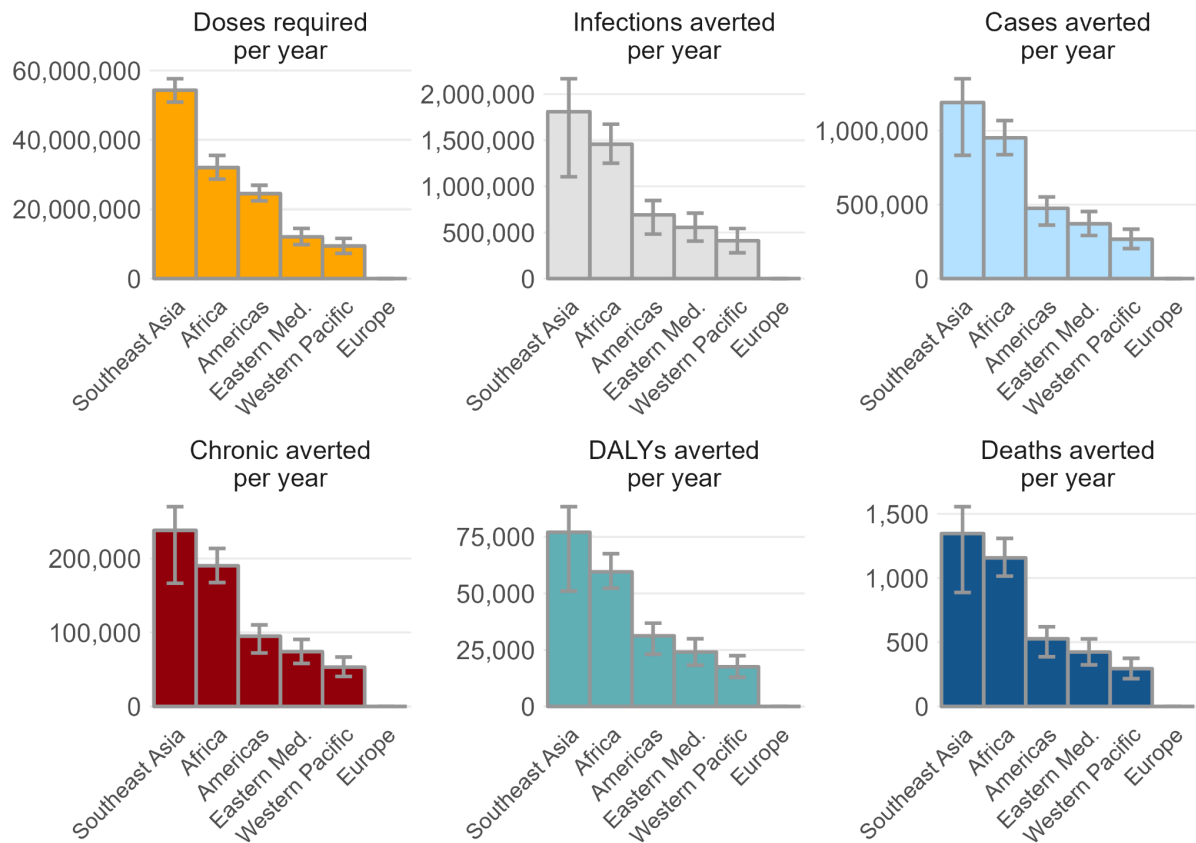 Doses required
per year
60,000,000
40,000,000
20,000,000
0
Southeast Asia
Africa
Americas
Eastern Med.
Western Pacific
Europe
Infections averted
per year
2,000,000
1,500,000
1,000,000
500,000
0
Southeast Asia
Africa
Americas
Eastern Med.
Western Pacific
Europe
Cases averted
per year
1,000,000
500,000
0
Southeast Asia
Africa
Americas
Eastern Med.
Western Pacific
Europe
Chronic averted
per year
200,000
100,000
0
Southeast Asia
Africa
Americas
Eastern Med.
Western Pacific
Europe
DALYs averted
per year
75,000
50,000
25,000
0
Southeast Asia
Africa
Americas
Eastern Med.
Western Pacific
Europe
Deaths averted
per year
1,500
1,000
500
0
Southeast Asia
Africa
Americas
Eastern Med.
Western Pacific
Europe